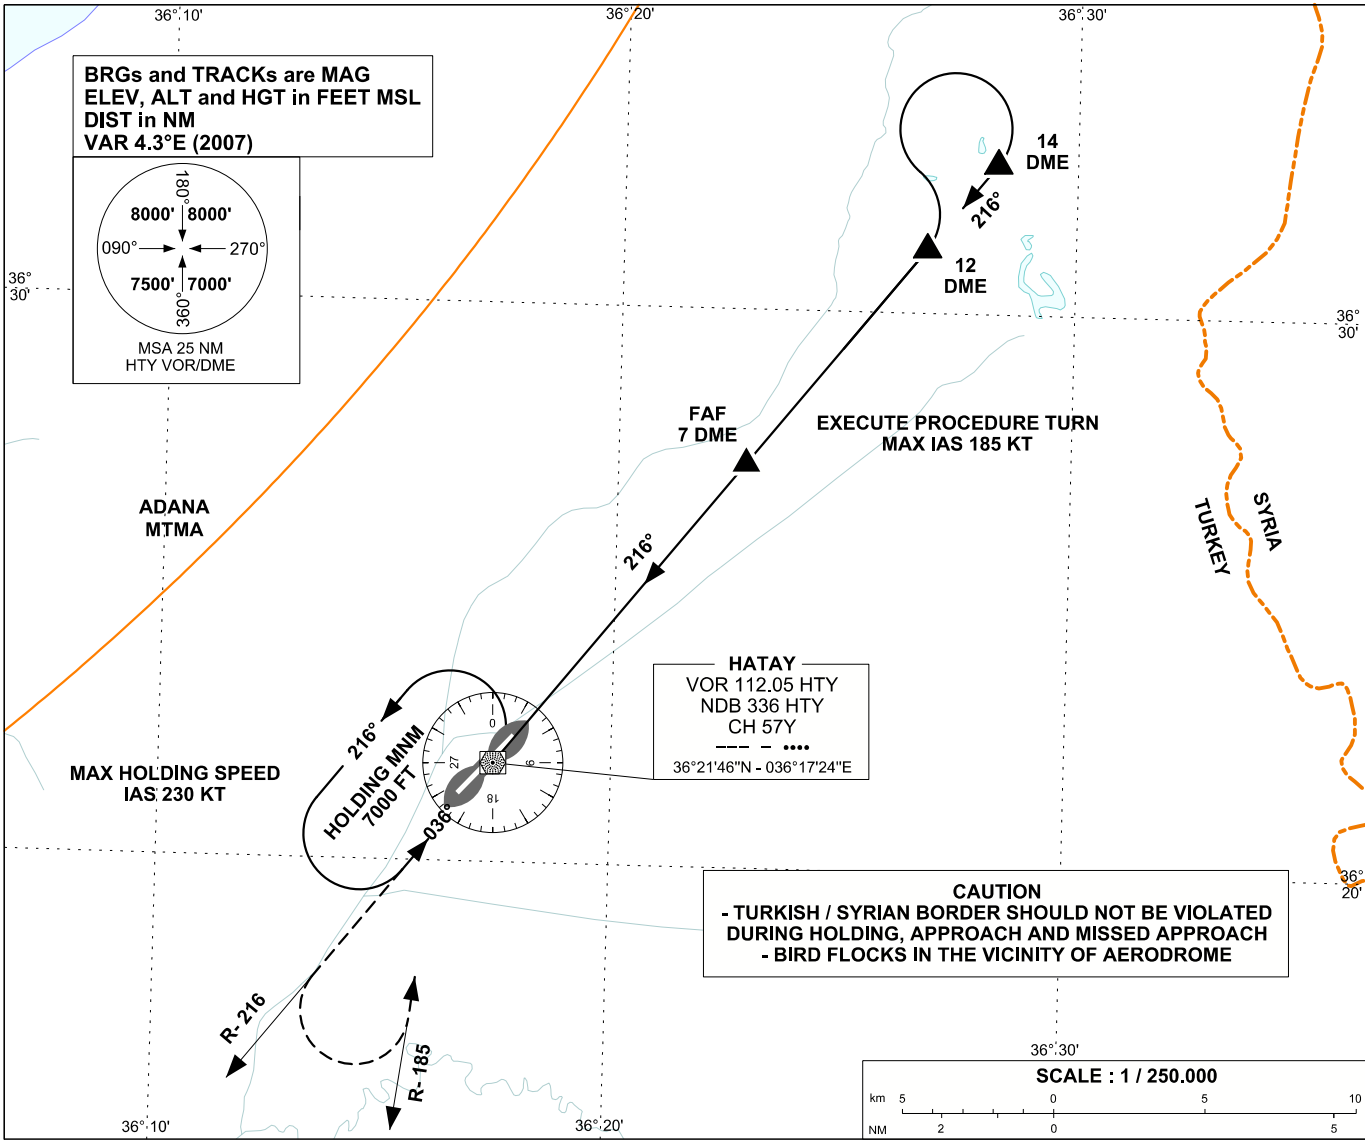 36°10'
36°20'
36°30'
BRGs and TRACKs are MAG
ELEV, ALT and HGT in FEET MSL
DIST in NM
VAR 4.3°E (2007)
180°
8000'
8000'
090°
270°
7500'
7000'
360°
MSA 25 NM
HTY VOR/DME
14
DME
216°
12
DME
36°
30'
36°
30'
FAF
7 DME
EXECUTE PROCEDURE TURN
MAX IAS 185 KT
ADANA
MTMA
SYRIA
TURKEY
216°
HATAY
VOR 112.05 HTY
NDB 336 HTY
CH 57Y
36°21'46"N - 036°17'24"E
216°
HOLDING MNM
7000 FT
0
9
18
27
036°
MAX HOLDING SPEED
IAS 230 KT
36°
20'
CAUTION
- TURKISH / SYRIAN BORDER SHOULD NOT BE VIOLATED
DURING HOLDING, APPROACH AND MISSED APPROACH
- BIRD FLOCKS IN THE VICINITY OF AERODROME
R- 216
R- 185
36°30'
SCALE : 1 / 250.000
km 5 0 5 10
NM 2 0 5
36°10'
36°20'